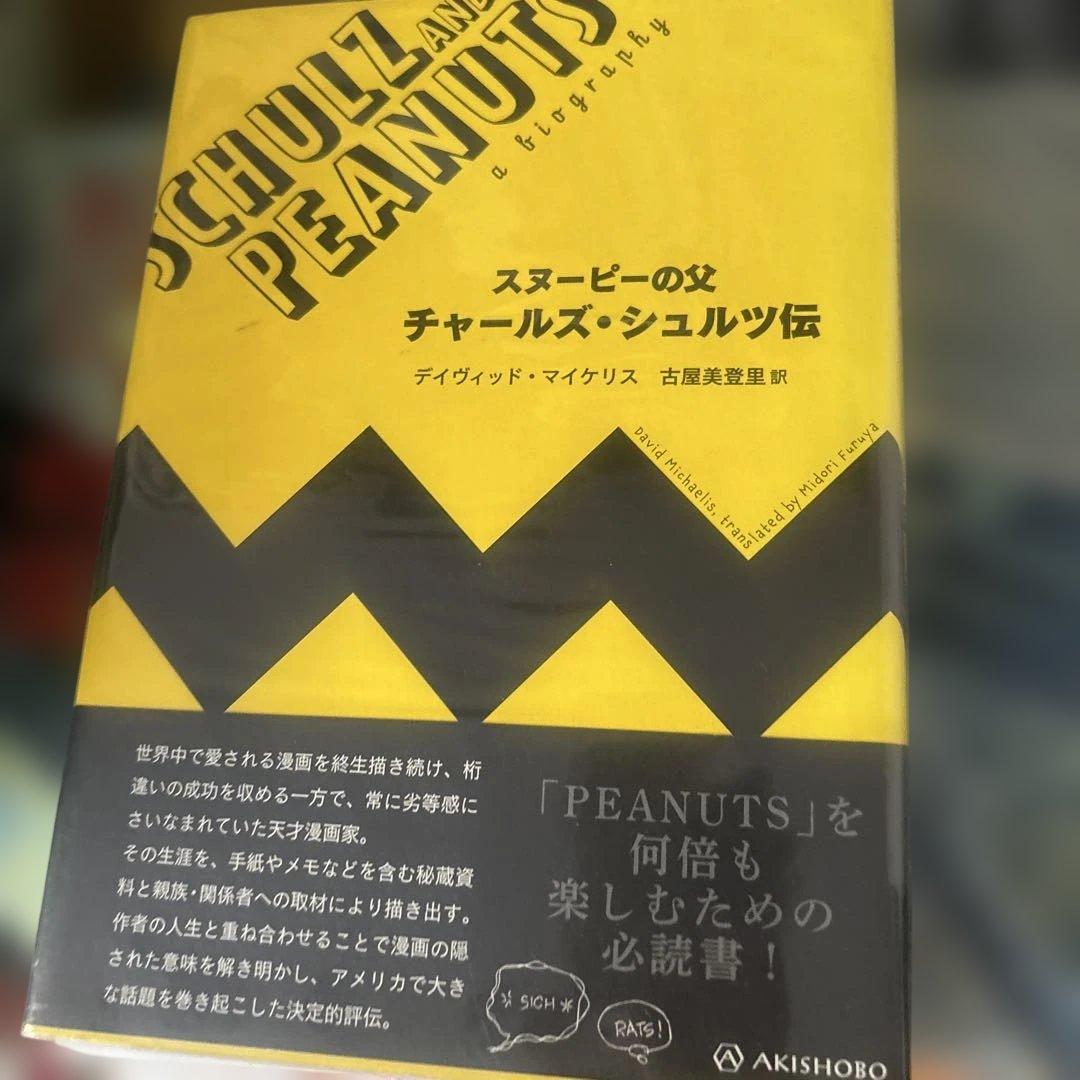 SCHULZ AND
PEANUTS
a biography
スヌーピーの父
チャールズ・シュルツ伝
デイヴィッド・マイケリス 古屋美登里 訳
David Michaelis, translated by Midori Furuya
世界中で愛される漫画を終生描き続け、桁
違いの成功を収める一方で、常に劣等感に
さいなまれていた天才漫画家。
その生涯を、手紙やメモなどを含む秘蔵資
料と親族・関係者への取材により描き出す。
作者の人生と重ね合わせることで漫画の隠
された意味を解き明かし、アメリカで大き
な話題を巻き起こした決定的評伝。
「PEANUTS」を
何倍も
楽しむための
必読書!
SIGH
RATS!
AKISHOBO